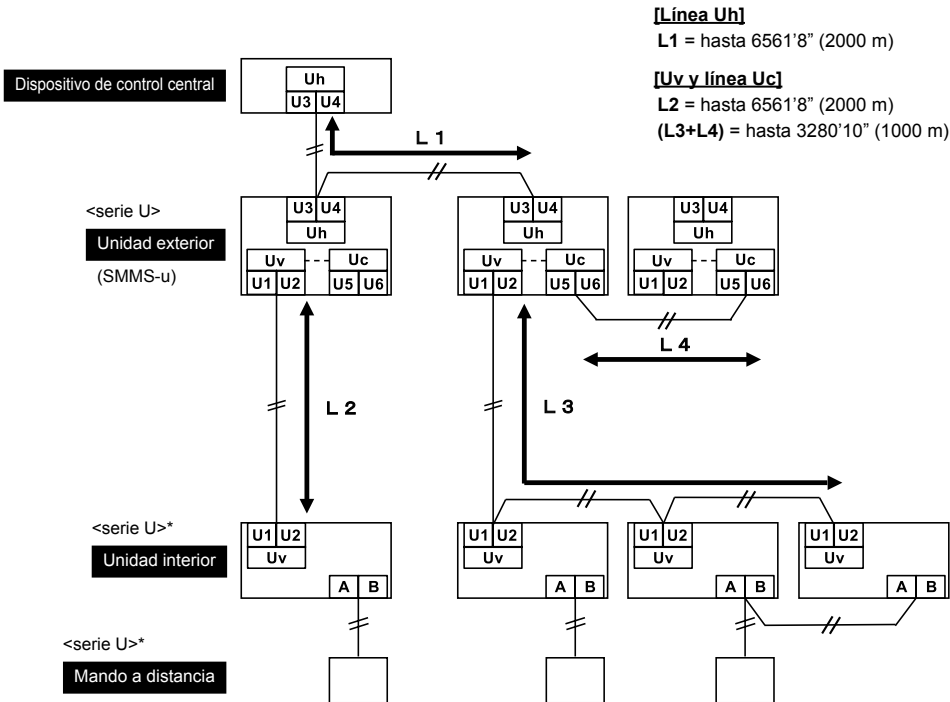 [Línea Uh]
L1 = hasta 6561'8” (2000 m)
[Uv y línea Uc]
L2 = hasta 6561'8” (2000 m)
(L3+L4) = hasta 3280'10” (1000 m)
Dispositivo de control central
Uh
U3 U4
L 1
<serie U>
Unidad exterior
(SMMS-u)
U3 U4
Uh
Uv Uc
U1 U2 U5 U6
U3 U4
Uh
Uv Uc
U1 U2 U5 U6
U3 U4
Uh
Uv Uc
U1 U2 U5 U6
L 4
L 2
L 3
<serie U>*
Unidad interior
U1 U2
Uv
A B
U1 U2
Uv
A B
U1 U2
Uv
A B
U1 U2
Uv
A B
<serie U>*
Mando a distancia